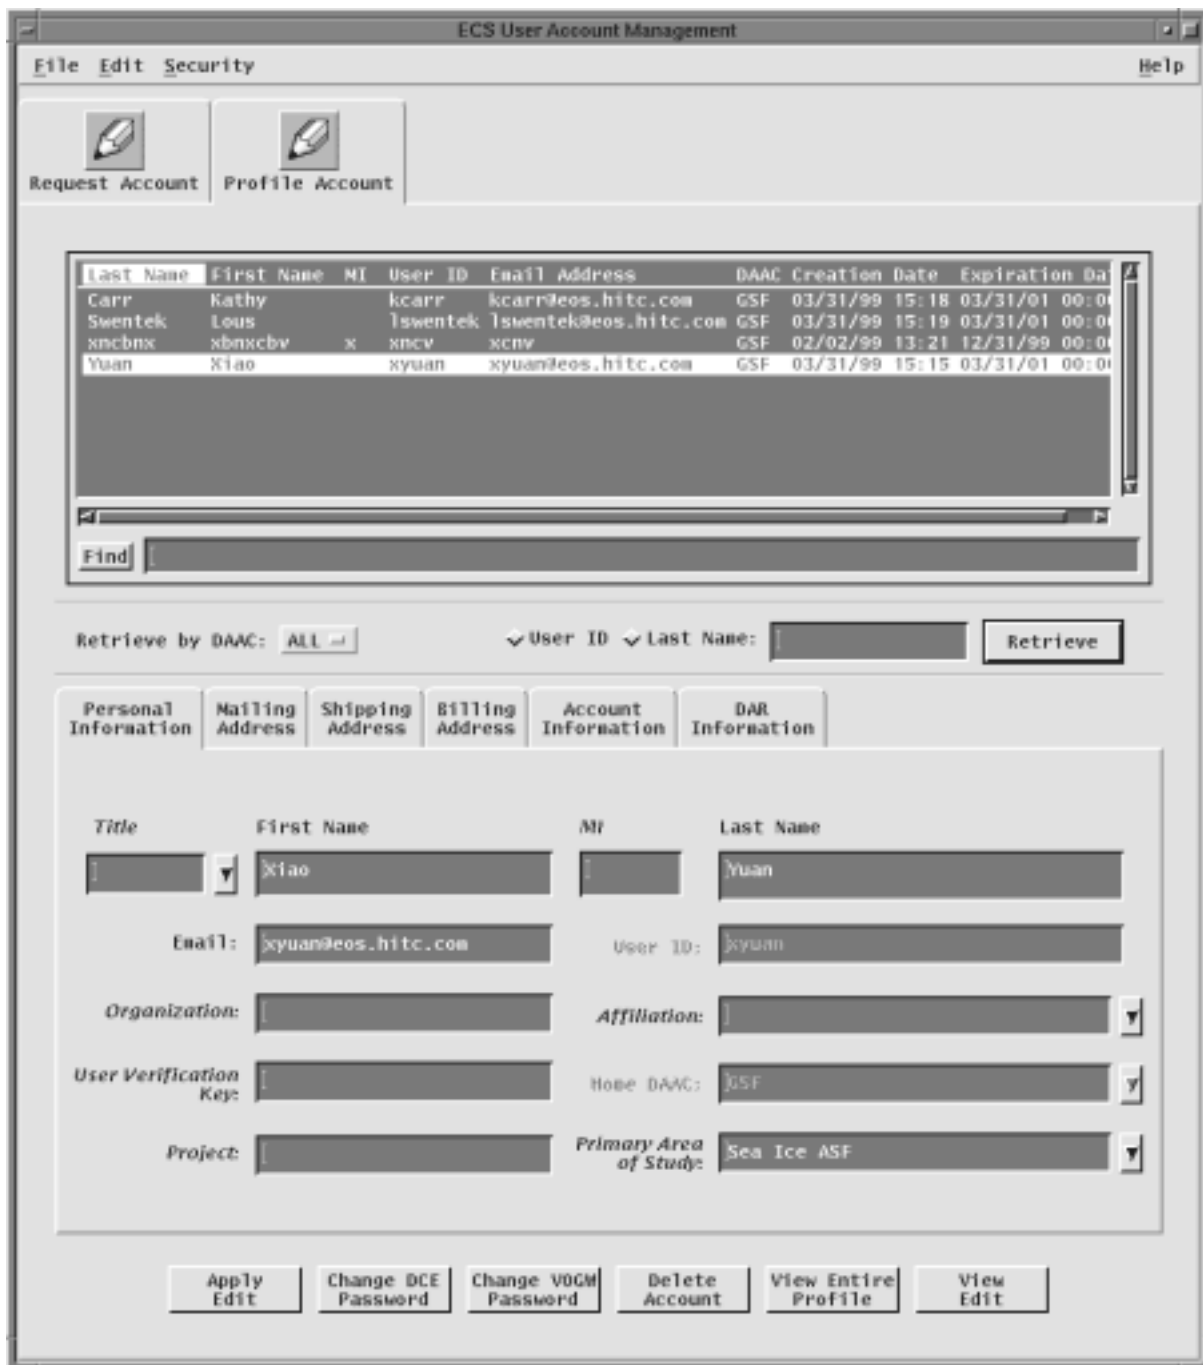 ECS User Account Management
File Edit Security Help
Request Account Profile Account
Last Name First Name MI User ID Email Address DAAC Creation Date Expiration Dat
Carr Kathy kcarr kcarr@eos.hitc.com GSF 03/31/99 15:18 03/31/01 00:0
Swentek Lous lswentek lswentek@eos.hitc.com GSF 03/31/99 15:19 03/31/01 00:0
xncbnx xbnxcbv x xncv xcnv GSF 02/02/99 13:21 12/31/99 00:0
Yuan Xiao xyuan xyuan@eos.hitc.com GSF 03/31/99 15:15 03/31/01 00:0
Find
Retrieve by DAAC: ALL User ID Last Name: Retrieve
Personal Information Mailing Address Shipping Address Billing Address Account Information DAR Information
Title First Name MI Last Name
Xiao Yuan
Email: xyuan@eos.hitc.com User ID: xyuan
Organization: Affiliation:
User Verification Key: Home DAAC: GSF
Project: Primary Area of Study: Sea Ice ASF
Apply Edit Change DCE Password Change VOGW Password Delete Account View Entire Profile View Edit